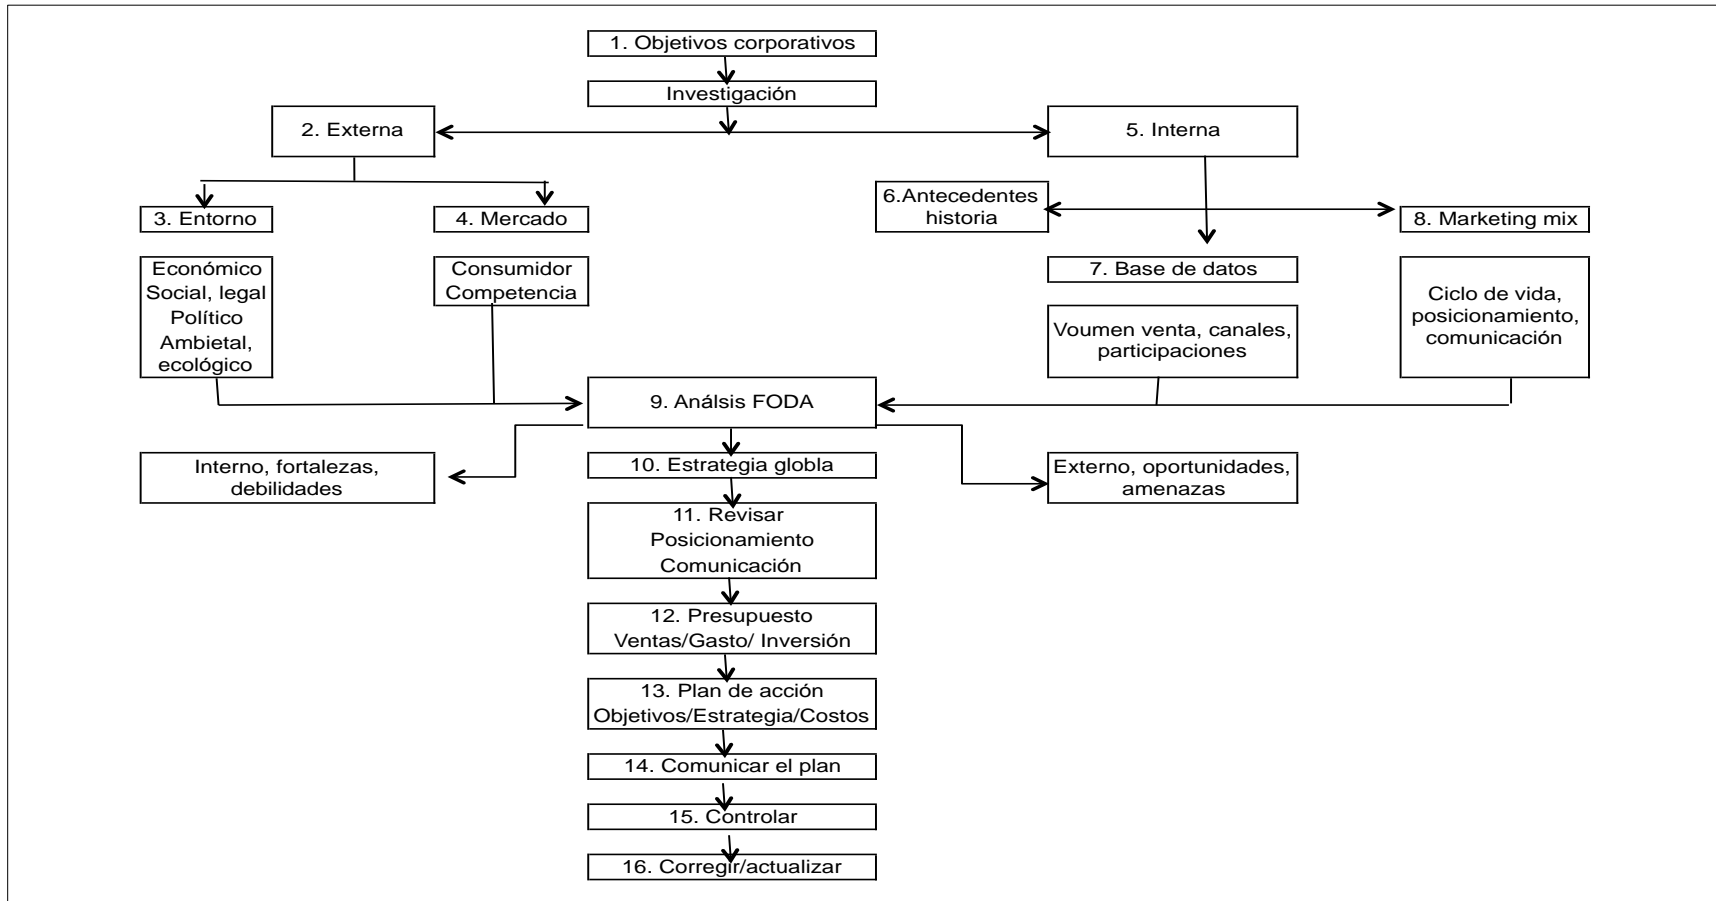 1. Objetivos corporativos
Investigación
2. Externa
5. Interna
3. Entorno
4. Mercado
6.Antecedentes
historia
8. Marketing mix
Económico
Social, legal
Político
Ambietal,
ecológico
Consumidor
Competencia
7. Base de datos
Voumen venta, canales,
participaciones
Ciclo de vida,
posicionamiento,
comunicación
9. Análsis FODA
Interno, fortalezas,
debilidades
10. Estrategia globla
Externo, oportunidades,
amenazas
11. Revisar
Posicionamiento
Comunicación
12. Presupuesto
Ventas/Gasto/ Inversión
13. Plan de acción
Objetivos/Estrategia/Costos
14. Comunicar el plan
15. Controlar
16. Corregir/actualizar